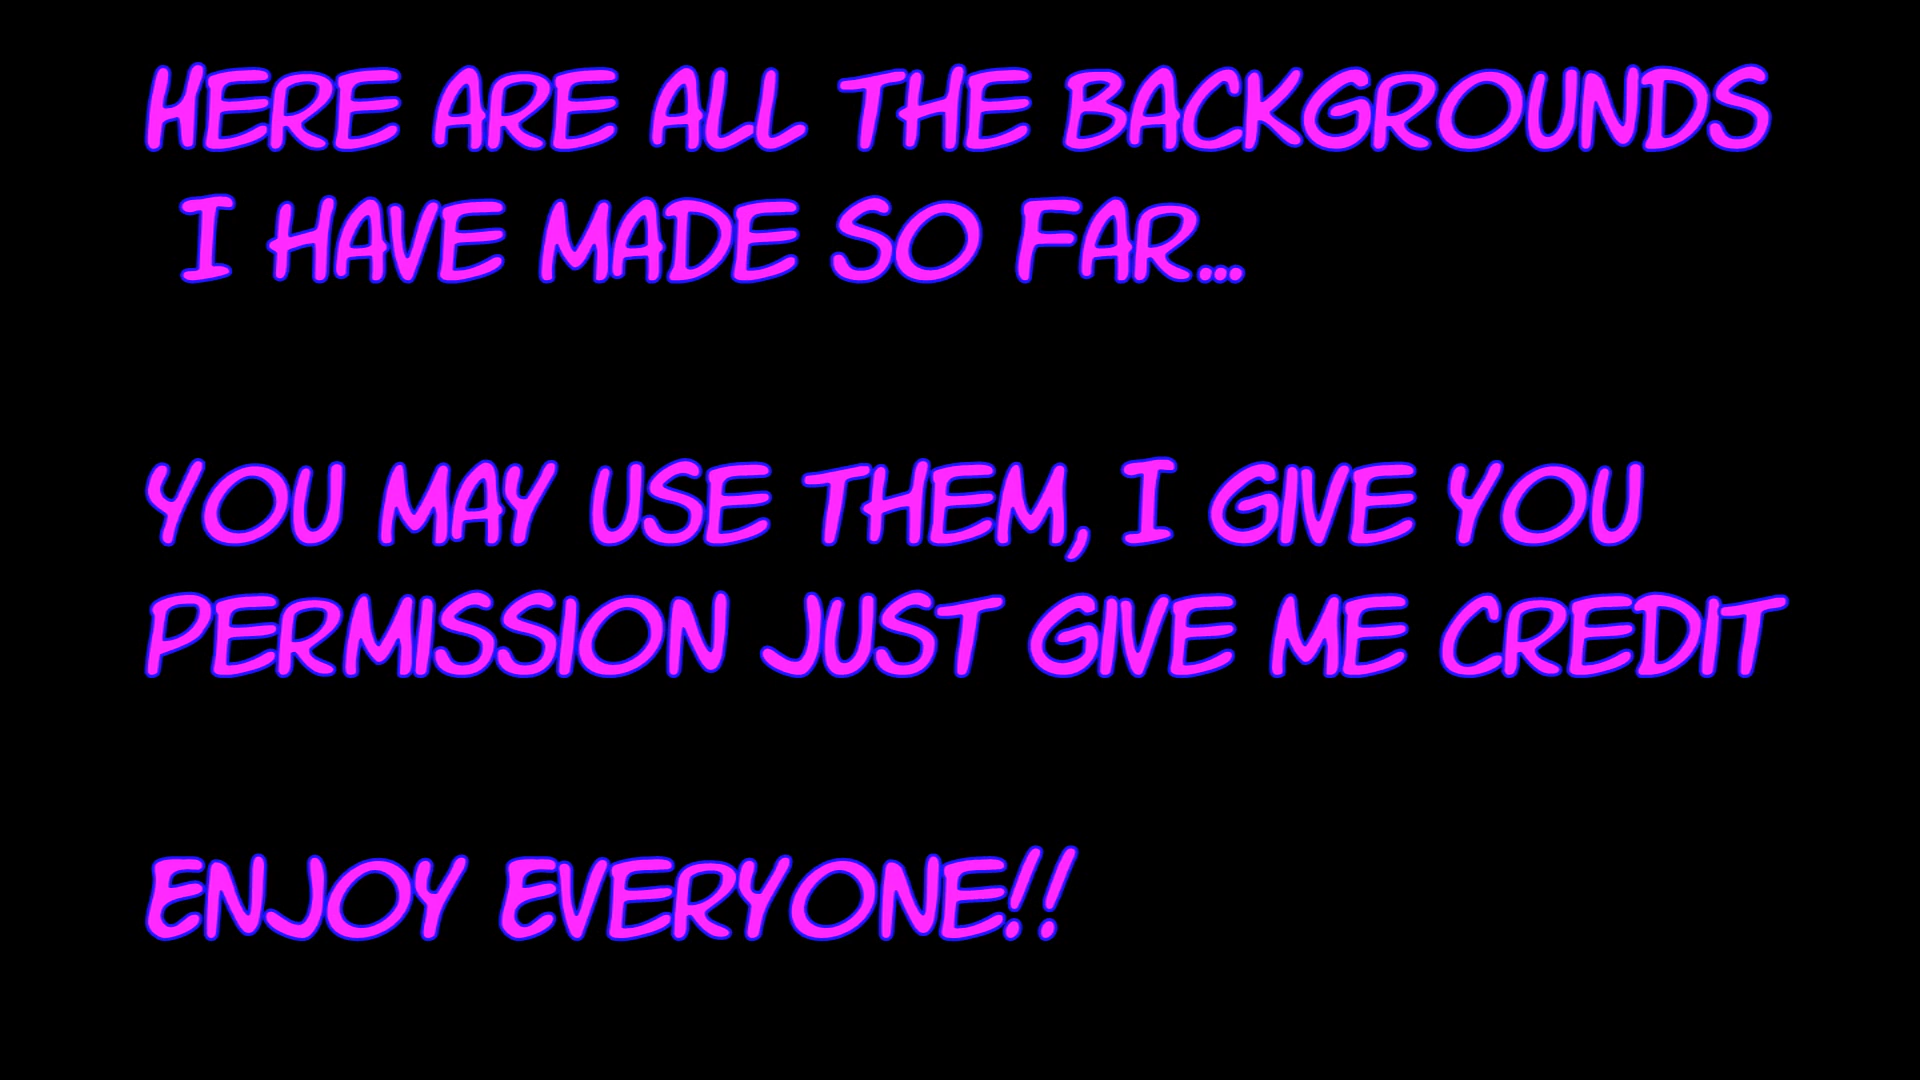 HERE ARE ALL THE BACKGROUNDS
I HAVE MADE SO FAR...
YOU MAY USE THEM, I GIVE YOU
PERMISSION JUST GIVE ME CREDIT
ENJOY EVERYONE!!